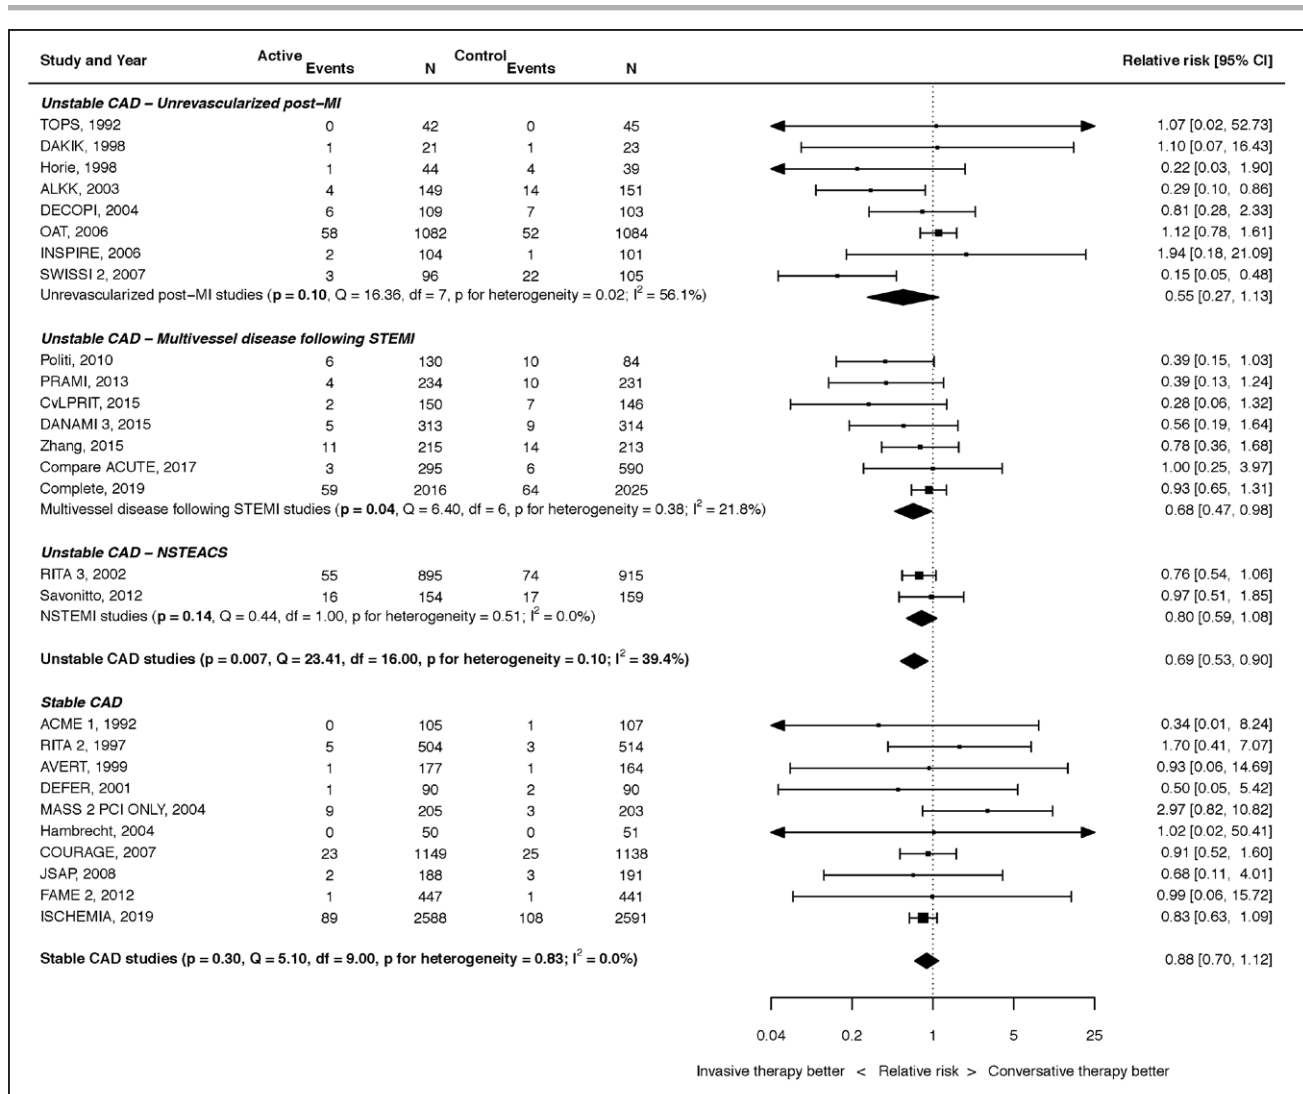 Study and Year Active Events N Control Events N Relative risk [95% CI]
Unstable CAD – Unrevascularized post–MI
TOPS, 1992 0 42 0 45 1.07 [0.02, 52.73]
DAKIK, 1998 1 21 1 23 1.10 [0.07, 16.43]
Horie, 1998 1 44 4 39 0.22 [0.03, 1.90]
ALKK, 2003 4 149 14 151 0.29 [0.10, 0.86]
DECOPI, 2004 6 109 7 103 0.81 [0.28, 2.33]
OAT, 2006 58 1082 52 1084 1.12 [0.78, 1.61]
INSPIRE, 2006 2 104 1 101 1.94 [0.18, 21.09]
SWISSI 2, 2007 3 96 22 105 0.15 [0.05, 0.48]
Unrevascularized post–MI studies (p = 0.10, Q = 16.36, df = 7, p for heterogeneity = 0.02; I² = 56.1%) 0.55 [0.27, 1.13]
Unstable CAD – Multivessel disease following STEMI
Politi, 2010 6 130 10 84 0.39 [0.15, 1.03]
PRAMI, 2013 4 234 10 231 0.39 [0.13, 1.24]
CvLPRIT, 2015 2 150 7 146 0.28 [0.06, 1.32]
DANAMI 3, 2015 5 313 9 314 0.56 [0.19, 1.64]
Zhang, 2015 11 215 14 213 0.78 [0.36, 1.68]
Compare ACUTE, 2017 3 295 6 590 1.00 [0.25, 3.97]
Complete, 2019 59 2016 64 2025 0.93 [0.65, 1.31]
Multivessel disease following STEMI studies (p = 0.04, Q = 6.40, df = 6, p for heterogeneity = 0.38; I² = 21.8%) 0.68 [0.47, 0.98]
Unstable CAD – NSTEACS
RITA 3, 2002 55 895 74 915 0.76 [0.54, 1.06]
Savonitto, 2012 16 154 17 159 0.97 [0.51, 1.85]
NSTEMI studies (p = 0.14, Q = 0.44, df = 1.00, p for heterogeneity = 0.51; I² = 0.0%) 0.80 [0.59, 1.08]
Unstable CAD studies (p = 0.007, Q = 23.41, df = 16.00, p for heterogeneity = 0.10; I² = 39.4%) 0.69 [0.53, 0.90]
Stable CAD
ACME 1, 1992 0 105 1 107 0.34 [0.01, 8.24]
RITA 2, 1997 5 504 3 514 1.70 [0.41, 7.07]
AVERT, 1999 1 177 1 164 0.93 [0.06, 14.69]
DEFER, 2001 1 90 2 90 0.50 [0.05, 5.42]
MASS 2 PCI ONLY, 2004 9 205 3 203 2.97 [0.82, 10.82]
Hambrecht, 2004 0 50 0 51 1.02 [0.02, 50.41]
COURAGE, 2007 23 1149 25 1138 0.91 [0.52, 1.60]
JSAP, 2008 2 188 3 191 0.68 [0.11, 4.01]
FAME 2, 2012 1 447 1 441 0.99 [0.06, 15.72]
ISCHEMIA, 2019 89 2588 108 2591 0.83 [0.63, 1.09]
Stable CAD studies (p = 0.30, Q = 5.10, df = 9.00, p for heterogeneity = 0.83; I² = 0.0%) 0.88 [0.70, 1.12]
0.04 0.2 1 5 25
Invasive therapy better < Relative risk > Conversative therapy better